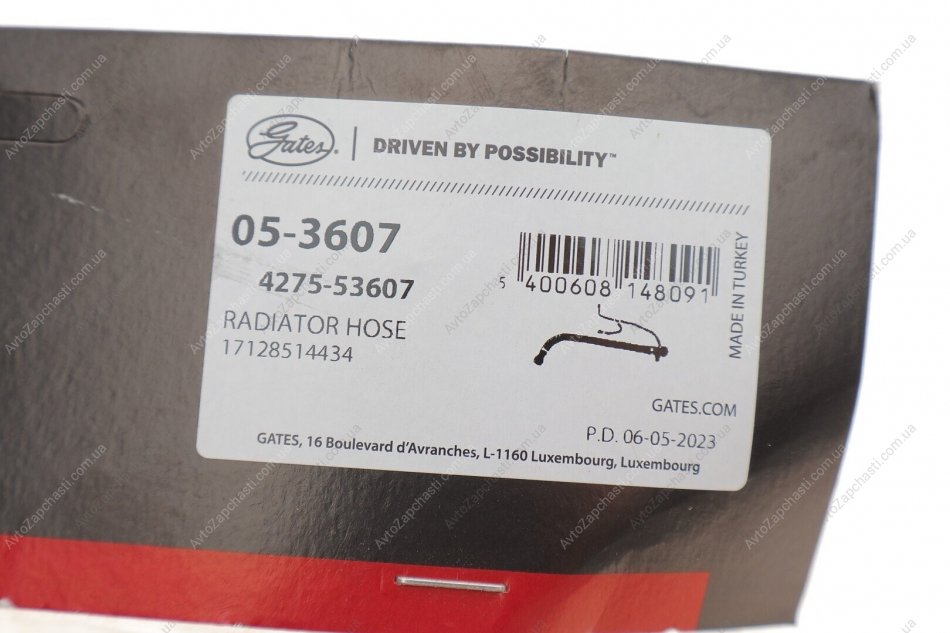 Gates® | DRIVEN BY POSSIBILITY™
05-3607
4275-53607
RADIATOR HOSE
17128514434
5 400608 148091
MADE IN TURKEY
GATES.COM
P.D. 06-05-2023
GATES, 16 Boulevard d'Avranches, L-1160 Luxembourg, Luxembourg
AvtoZapchasti.com.ua